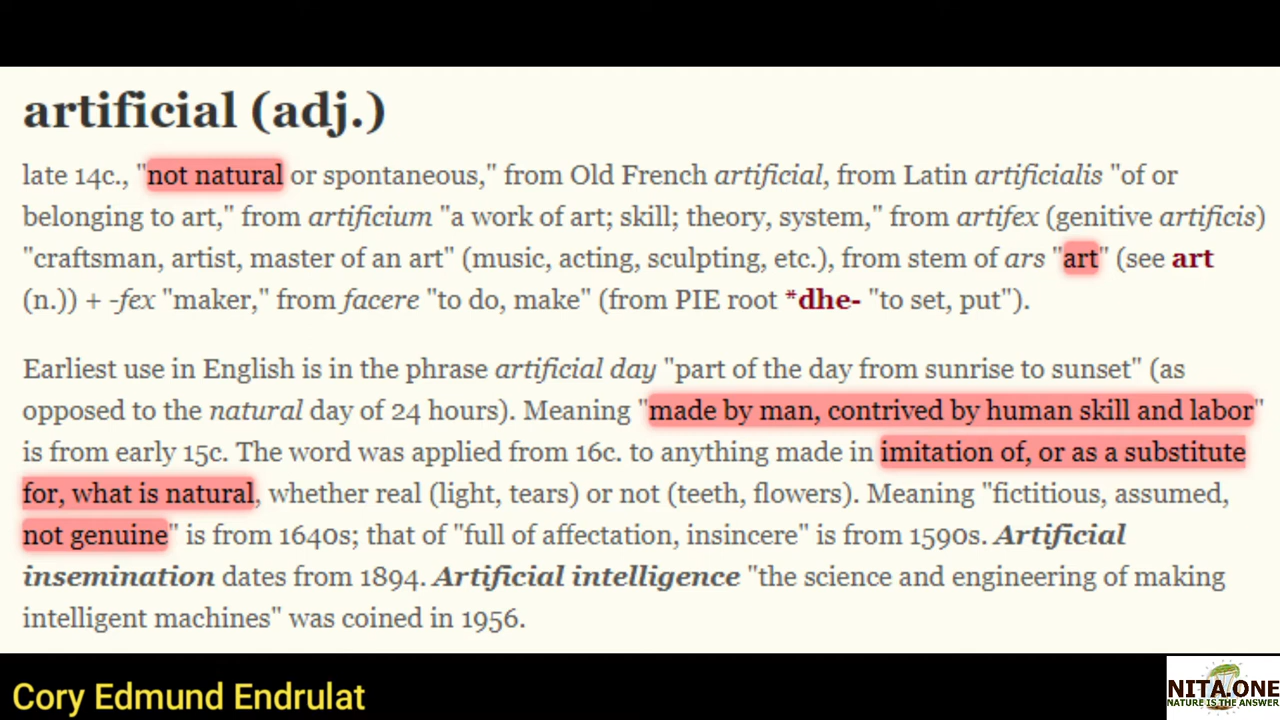 artificial (adj.)
late 14c., "not natural or spontaneous," from Old French artificial, from Latin artificialis "of or
belonging to art," from artificium "a work of art; skill; theory, system," from artifex (genitive artificis)
"craftsman, artist, master of an art" (music, acting, sculpting, etc.), from stem of ars "art" (see art
(n.)) + -fex "maker," from facere "to do, make" (from PIE root *dhe- "to set, put").
Earliest use in English is in the phrase artificial day "part of the day from sunrise to sunset" (as
opposed to the natural day of 24 hours). Meaning "made by man, contrived by human skill and labor"
is from early 15c. The word was applied from 16c. to anything made in imitation of, or as a substitute
for, what is natural, whether real (light, tears) or not (teeth, flowers). Meaning "fictitious, assumed,
not genuine" is from 1640s; that of "full of affectation, insincere" is from 1590s. Artificial
insemination dates from 1894. Artificial intelligence "the science and engineering of making
intelligent machines" was coined in 1956.
Cory Edmund Endrulat
NITA.ONE
NATURE IS THE ANSWER